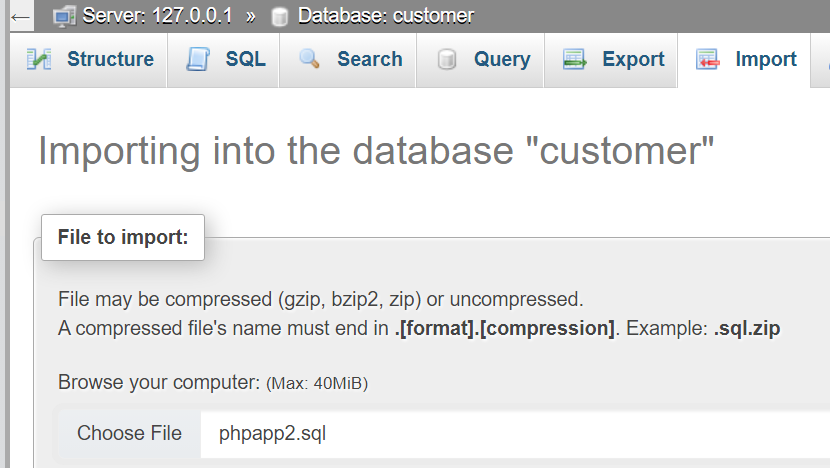 ← Server: 127.0.0.1 » Database: customer
Structure SQL Search Query Export Import
Importing into the database "customer"
File to import:
File may be compressed (gzip, bzip2, zip) or uncompressed.
A compressed file's name must end in .[format].[compression]. Example: .sql.zip
Browse your computer: (Max: 40MiB)
Choose File phpapp2.sql